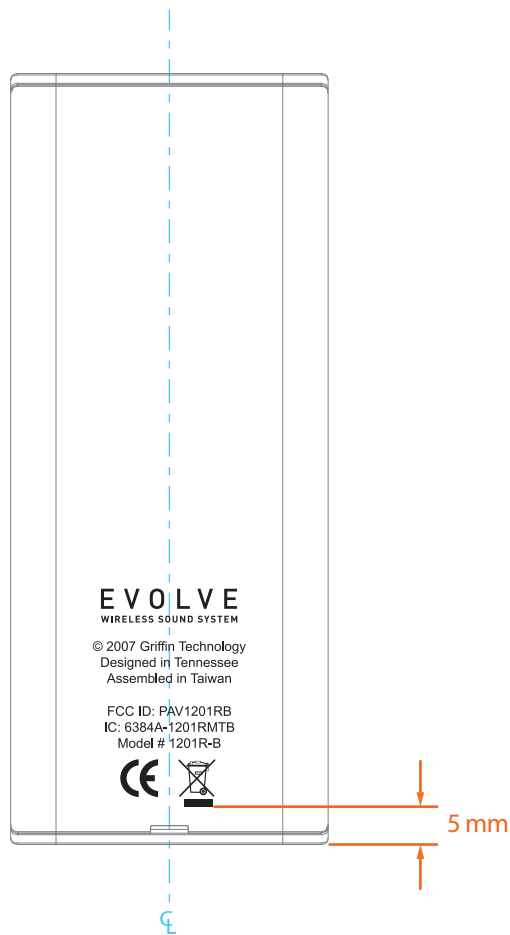 EVOLVE
WIRELESS SOUND SYSTEM
© 2007 Griffin Technology
Designed in Tennessee
Assembled in Taiwan
FCC ID: PAV1201RB
IC: 6384A-1201RMTB
Model # 1201R-B
CE
5 mm
℄